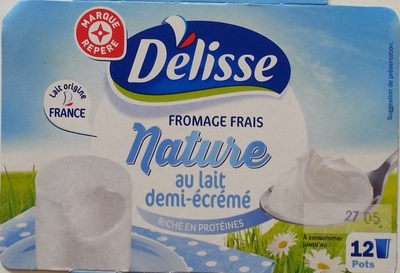 MARQUE
REPÈRE
Délisse
Suggestion de présentation.
Lait origine
FRANCE
FROMAGE FRAIS
Nature
au lait
demi-écrémé
RICHE EN PROTÉINES
27 05
À consommer
jusqu'au :
12
Pots